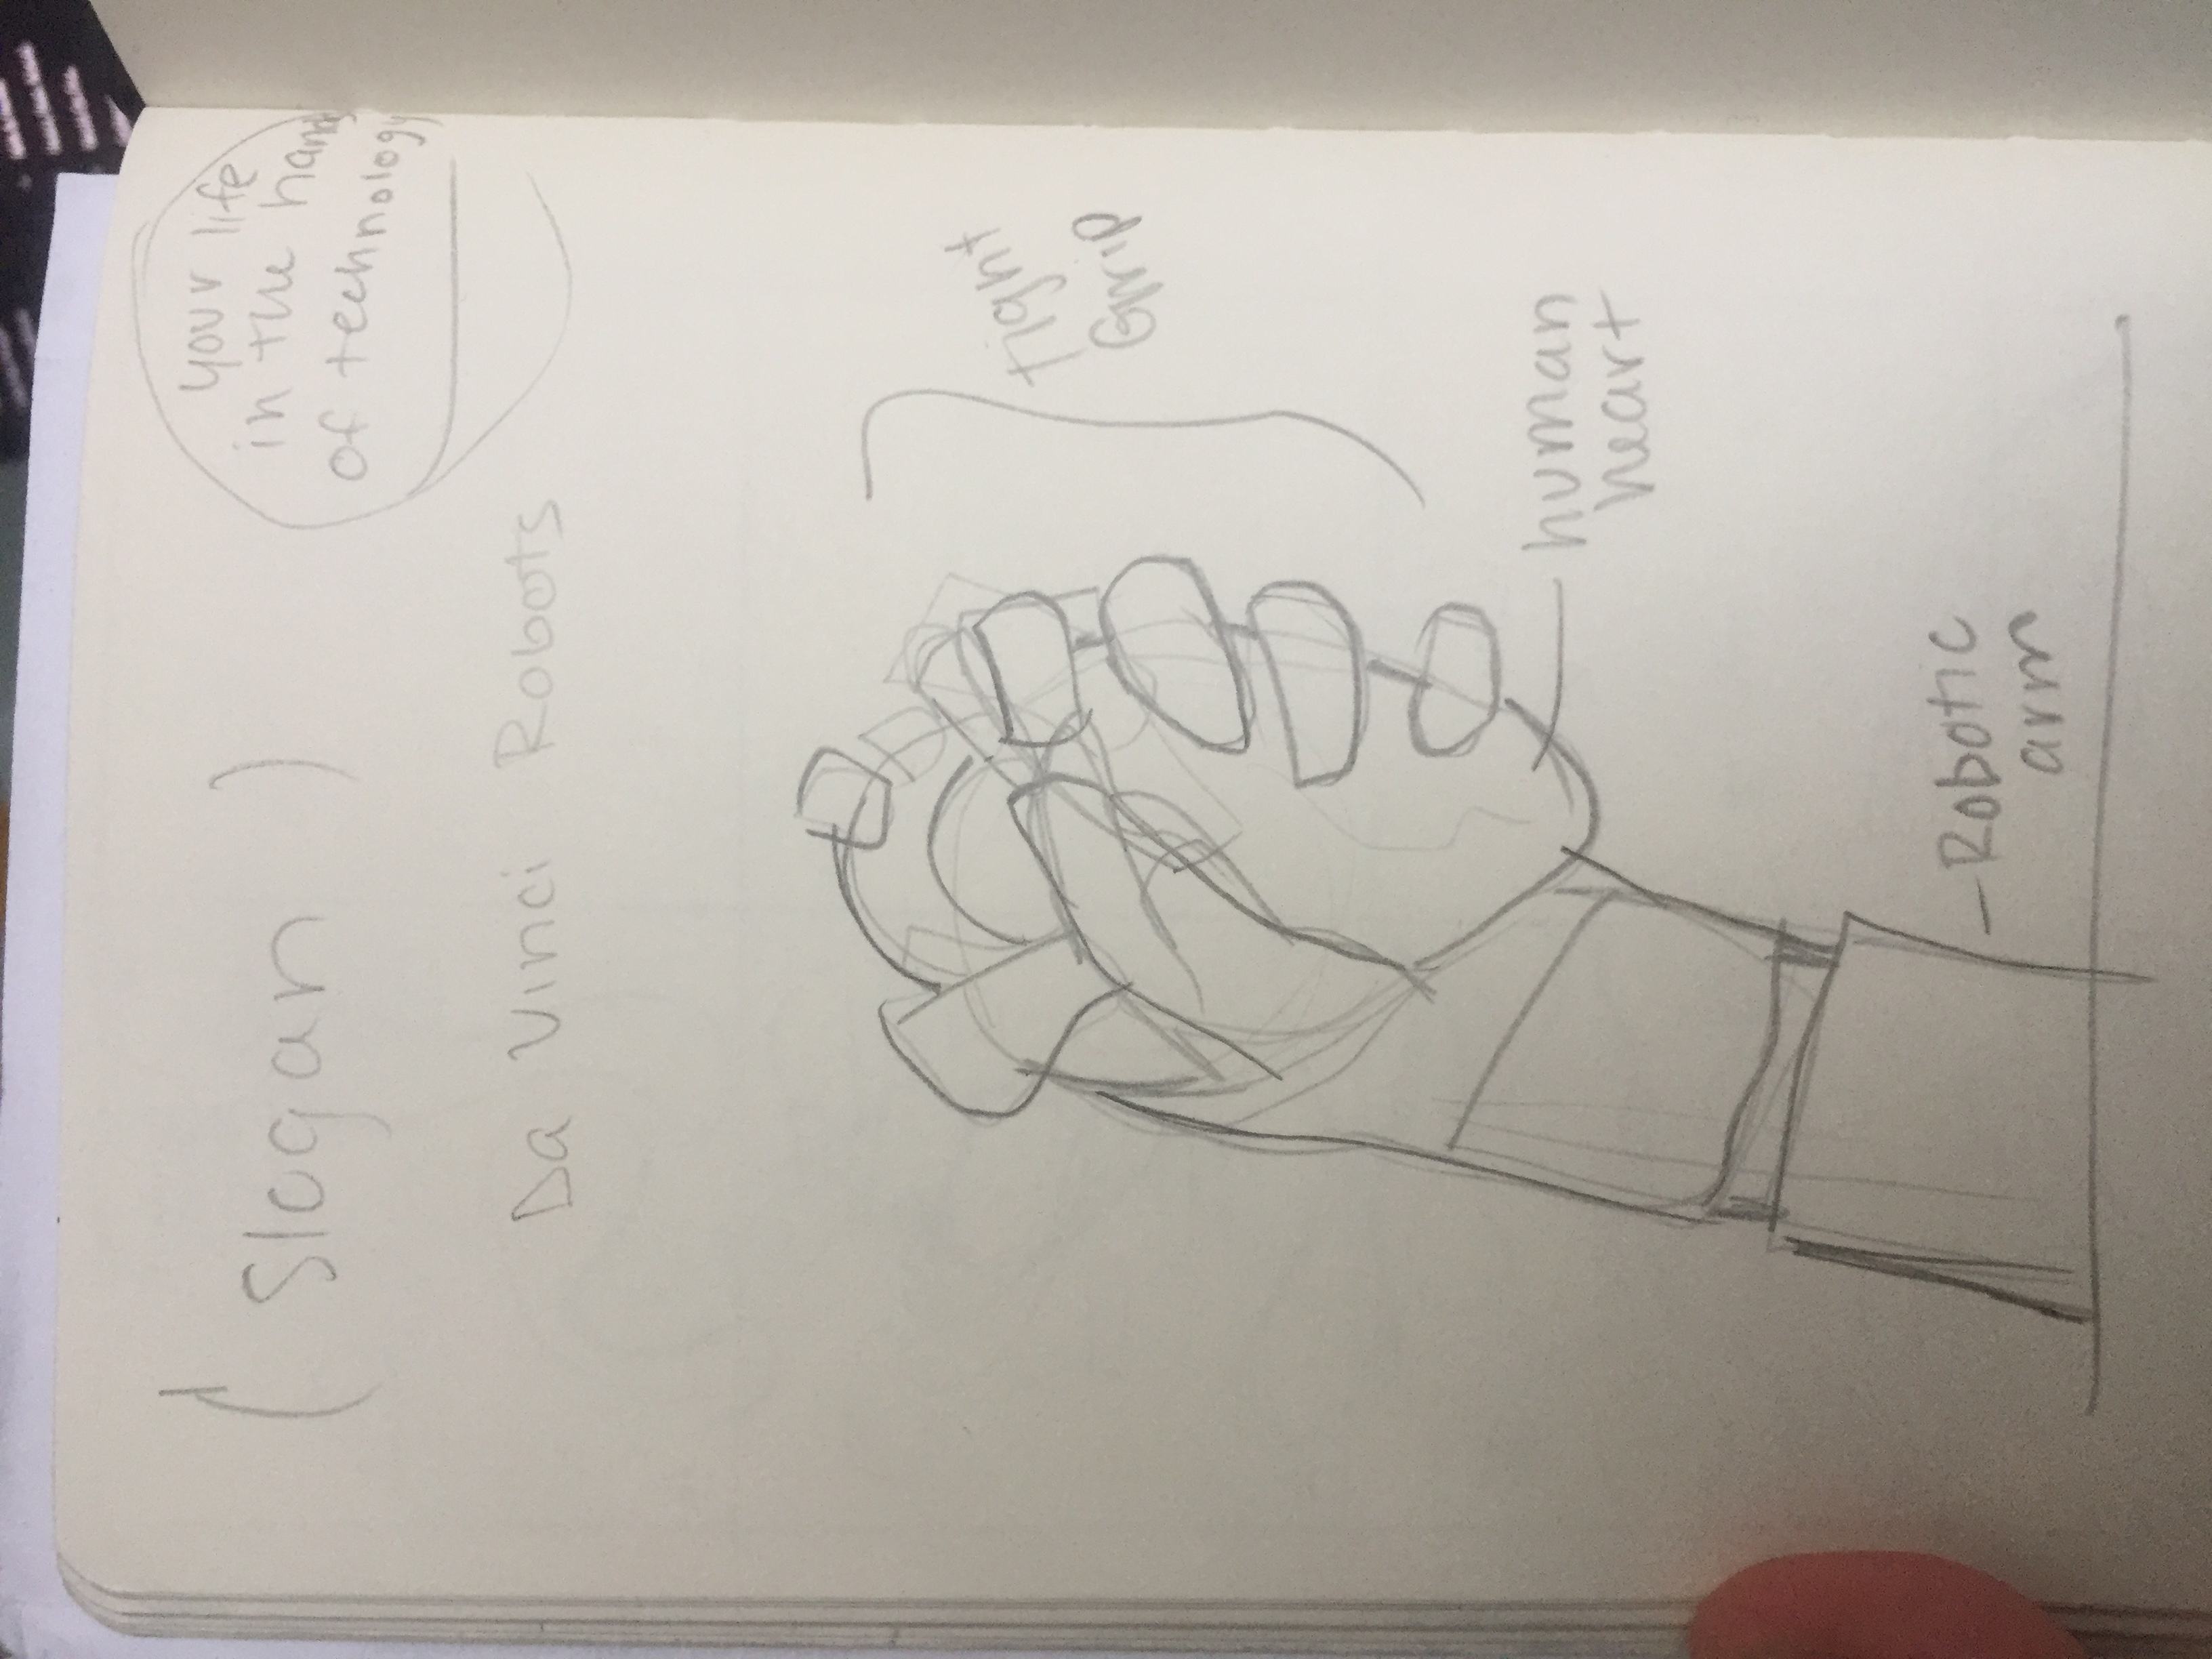 ( Slogan )
your life
in the hands
of technology
Da Vinci Robots
tight
Grip
human
heart
Robotic
arm